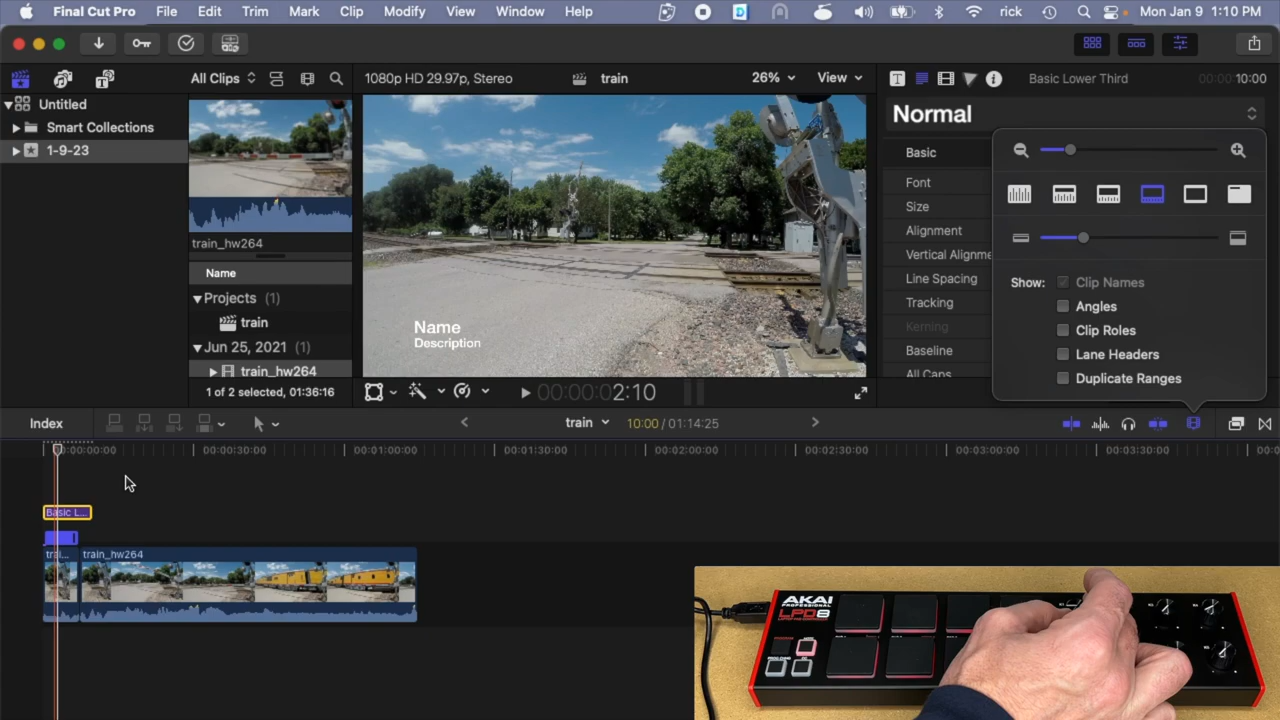 Final Cut Pro File Edit Trim Mark Clip Modify View Window Help rick Mon Jan 9 1:10 PM
All Clips
1080p HD 29.97p, Stereo
train
26%
View
Basic Lower Third
00:00:10:00
Untitled
Smart Collections
1-9-23
train_hw264
Name
Projects (1)
train
Jun 25, 2021 (1)
train_hw264
1 of 2 selected, 01:36:16
Name
Description
00:00:02:10
Normal
Basic
Font
Size
Alignment
Vertical Alignme
Line Spacing
Tracking
Kerning
Baseline
All Caps
Show: Clip Names
Angles
Clip Roles
Lane Headers
Duplicate Ranges
Index
train
10:00 / 01:14:25
00:00:00:00 00:00:30:00 00:01:00:00 00:01:30:00 00:02:00:00 00:02:30:00 00:03:00:00 00:03:30:00
Basic L...
trai...
train_hw264
AKAI
PROFESSIONAL
LPD8